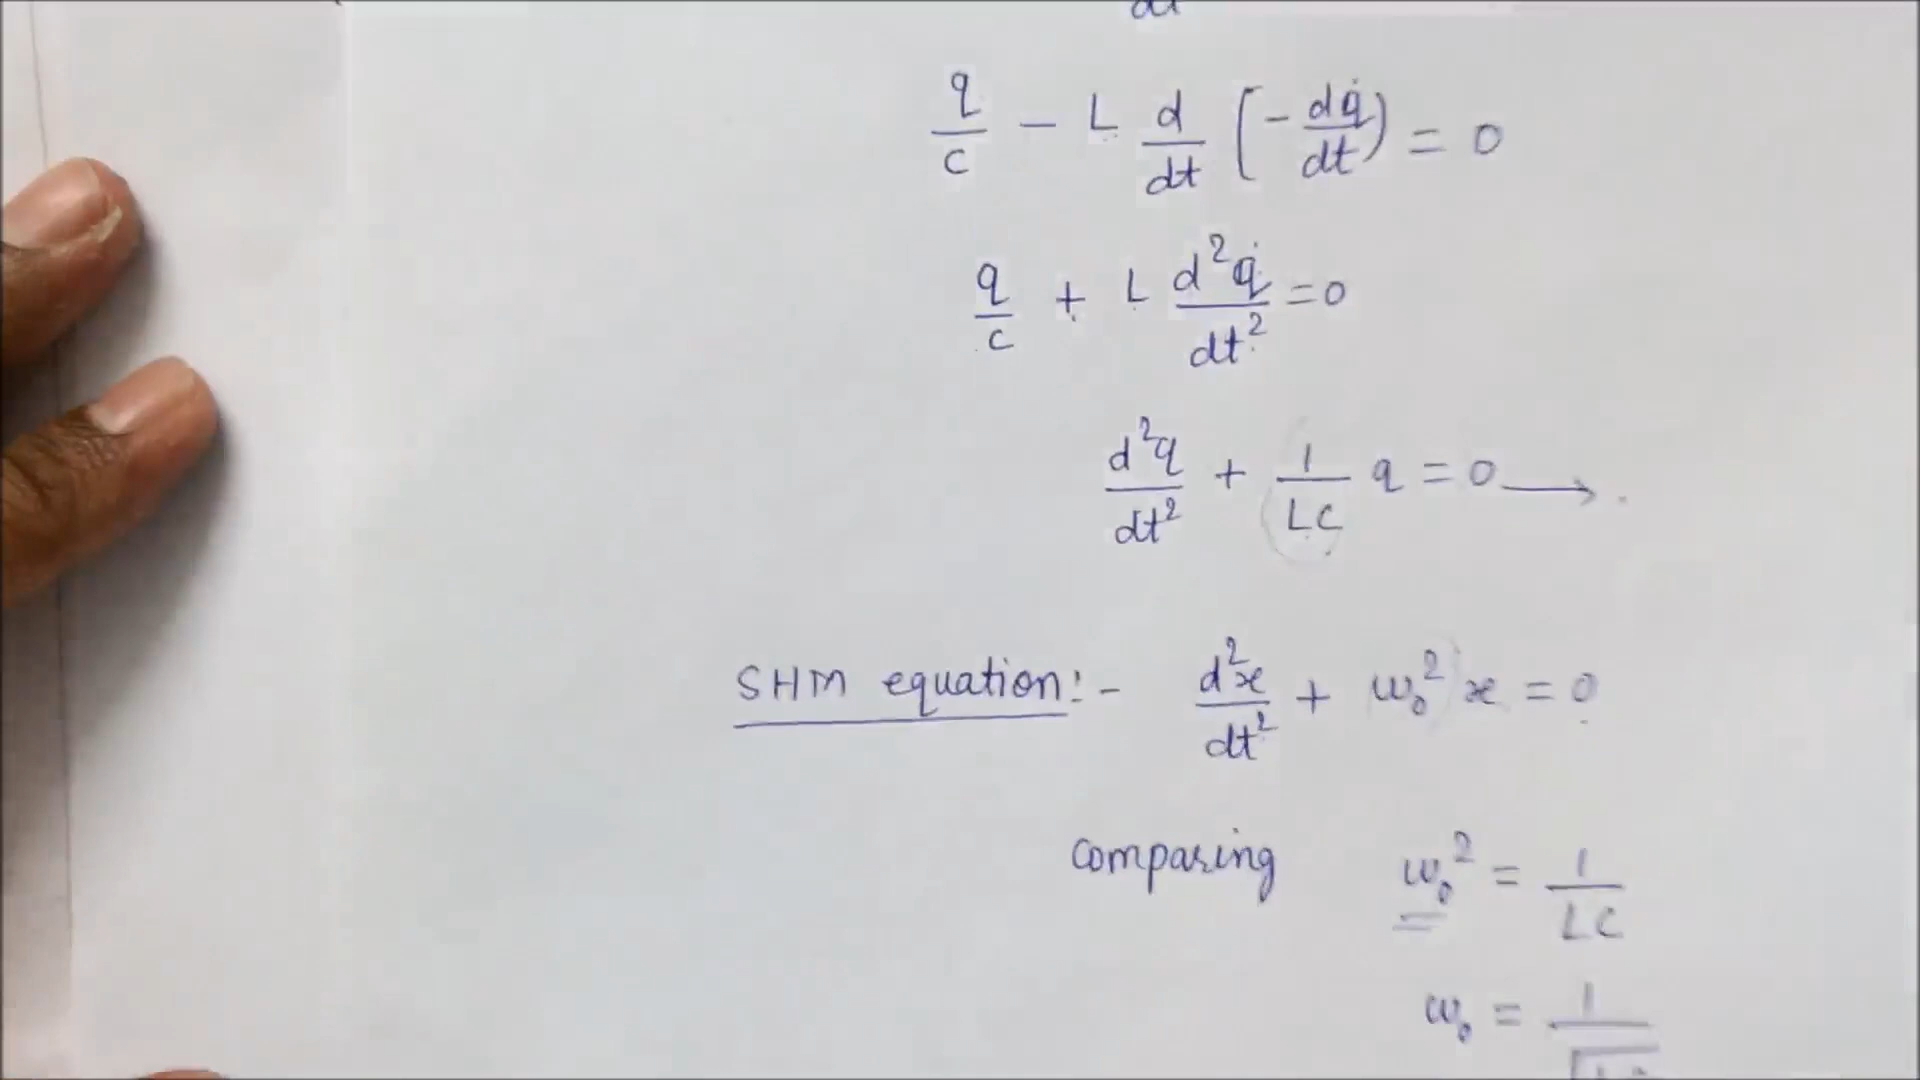 q/c - L d/dt (-dq/dt) = 0
q/c + L d²q/dt² = 0
d²q/dt² + 1/LC q = 0 →
SHM equation:- d²x/dt² + ω₀² x = 0
Comparing ω₀² = 1/LC
ω₀ = 1/√